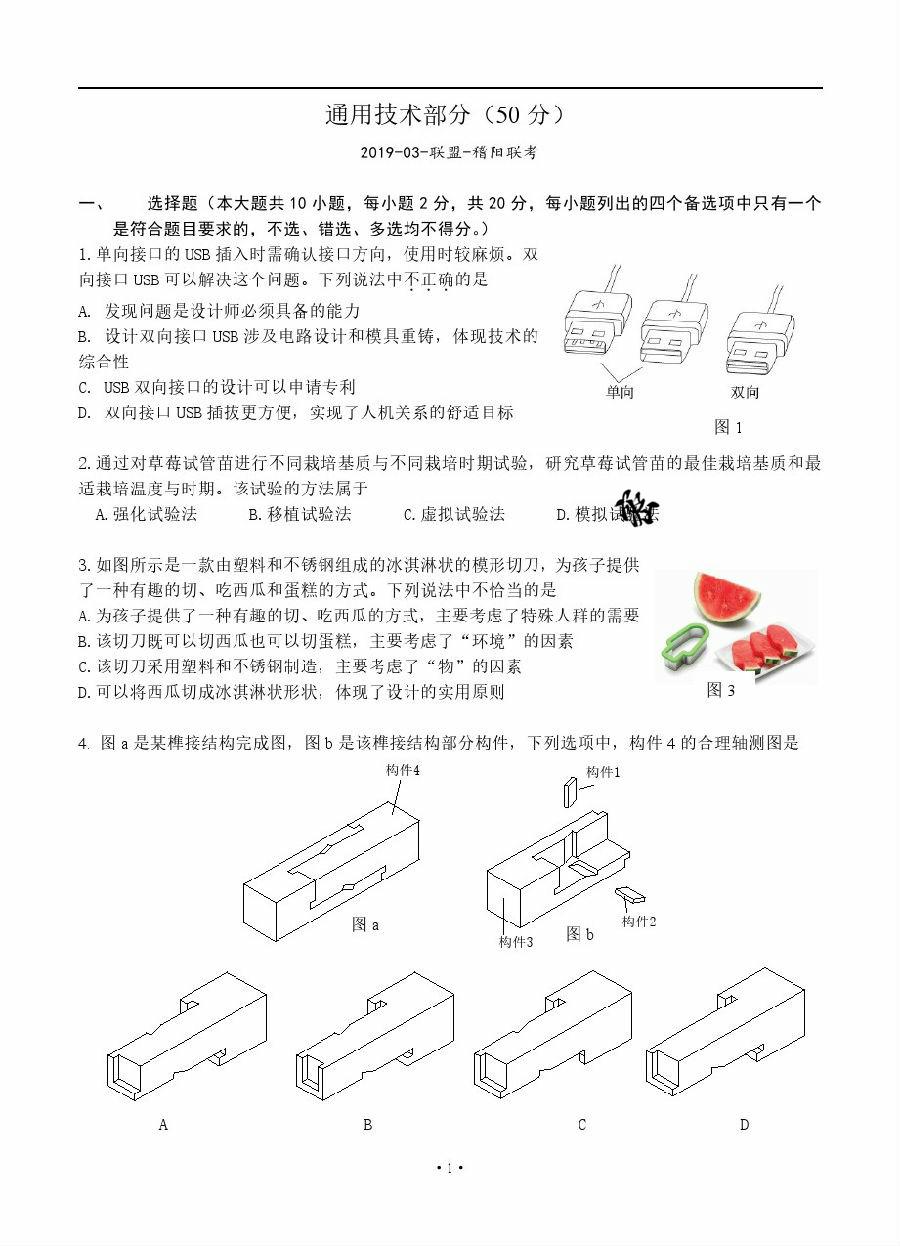 通用技术部分（50 分）
2019-03-联盟-稽阳联考
一、 选择题（本大题共 10 小题，每小题 2 分，共 20 分，每小题列出的四个备选项中只有一个
是符合题目要求的，不选、错选、多选均不得分。）
1.单向接口的 USB 插入时需确认接口方向，使用时较麻烦。双
向接口 USB 可以解决这个问题。下列说法中不正确的是
A. 发现问题是设计师必须具备的能力
B. 设计双向接口 USB 涉及电路设计和模具重铸，体现技术的
综合性
C. USB 双向接口的设计可以申请专利
D. 双向接口 USB 插拔更方便，实现了人机关系的舒适目标
单向
双向
图 1
2.通过对草莓试管苗进行不同栽培基质与不同栽培时期试验，研究草莓试管苗的最佳栽培基质和最
适栽培温度与时期。该试验的方法属于
A.强化试验法 B.移植试验法 C.虚拟试验法 D.模拟试验法
3.如图所示是一款由塑料和不锈钢组成的冰淇淋状的模形切刀，为孩子提供
了一种有趣的切、吃西瓜和蛋糕的方式。下列说法中不恰当的是
A.为孩子提供了一种有趣的切、吃西瓜的方式，主要考虑了特殊人群的需要
B.该切刀既可以切西瓜也可以切蛋糕，主要考虑了“环境”的因素
C.该切刀采用塑料和不锈钢制造，主要考虑了“物”的因素
D.可以将西瓜切成冰淇淋状形状，体现了设计的实用原则
图 3
4. 图 a 是某榫接结构完成图，图 b 是该榫接结构部分构件，下列选项中，构件 4 的合理轴测图是
构件4
构件1
图 a
构件3
图 b
构件2
A B C D
·1·